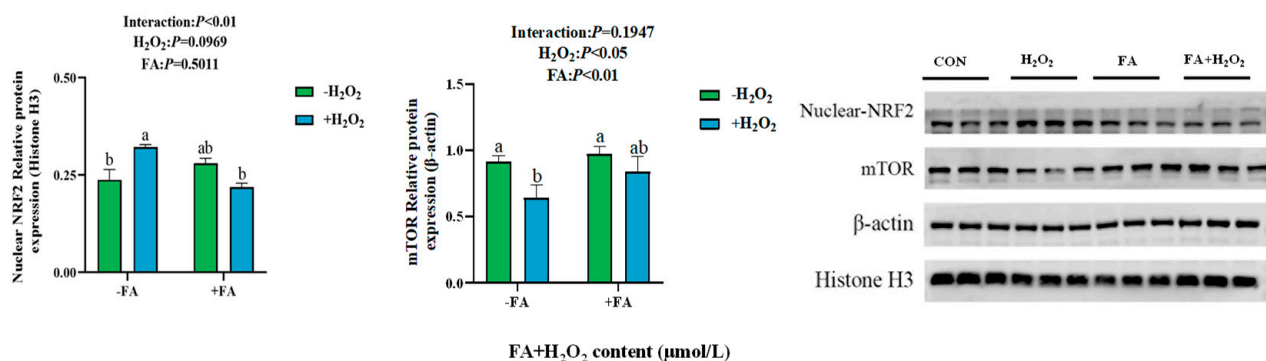 Interaction:P<0.01
H₂O₂:P=0.0969
FA:P=0.5011
Nuclear NRF2 Relative protein
expression (Histone H3)
0.50
0.25
0.00
b
a
ab
b
-FA
+FA
-H₂O₂
+H₂O₂
Interaction:P=0.1947
H₂O₂:P<0.05
FA:P<0.01
mTOR Relative protein
expression (β-actin)
1.5
1.0
0.5
0.0
a
b
a
ab
-FA
+FA
-H₂O₂
+H₂O₂
FA+H₂O₂ content (μmol/L)
CON H₂O₂ FA FA+H₂O₂
Nuclear-NRF2
mTOR
β-actin
Histone H3